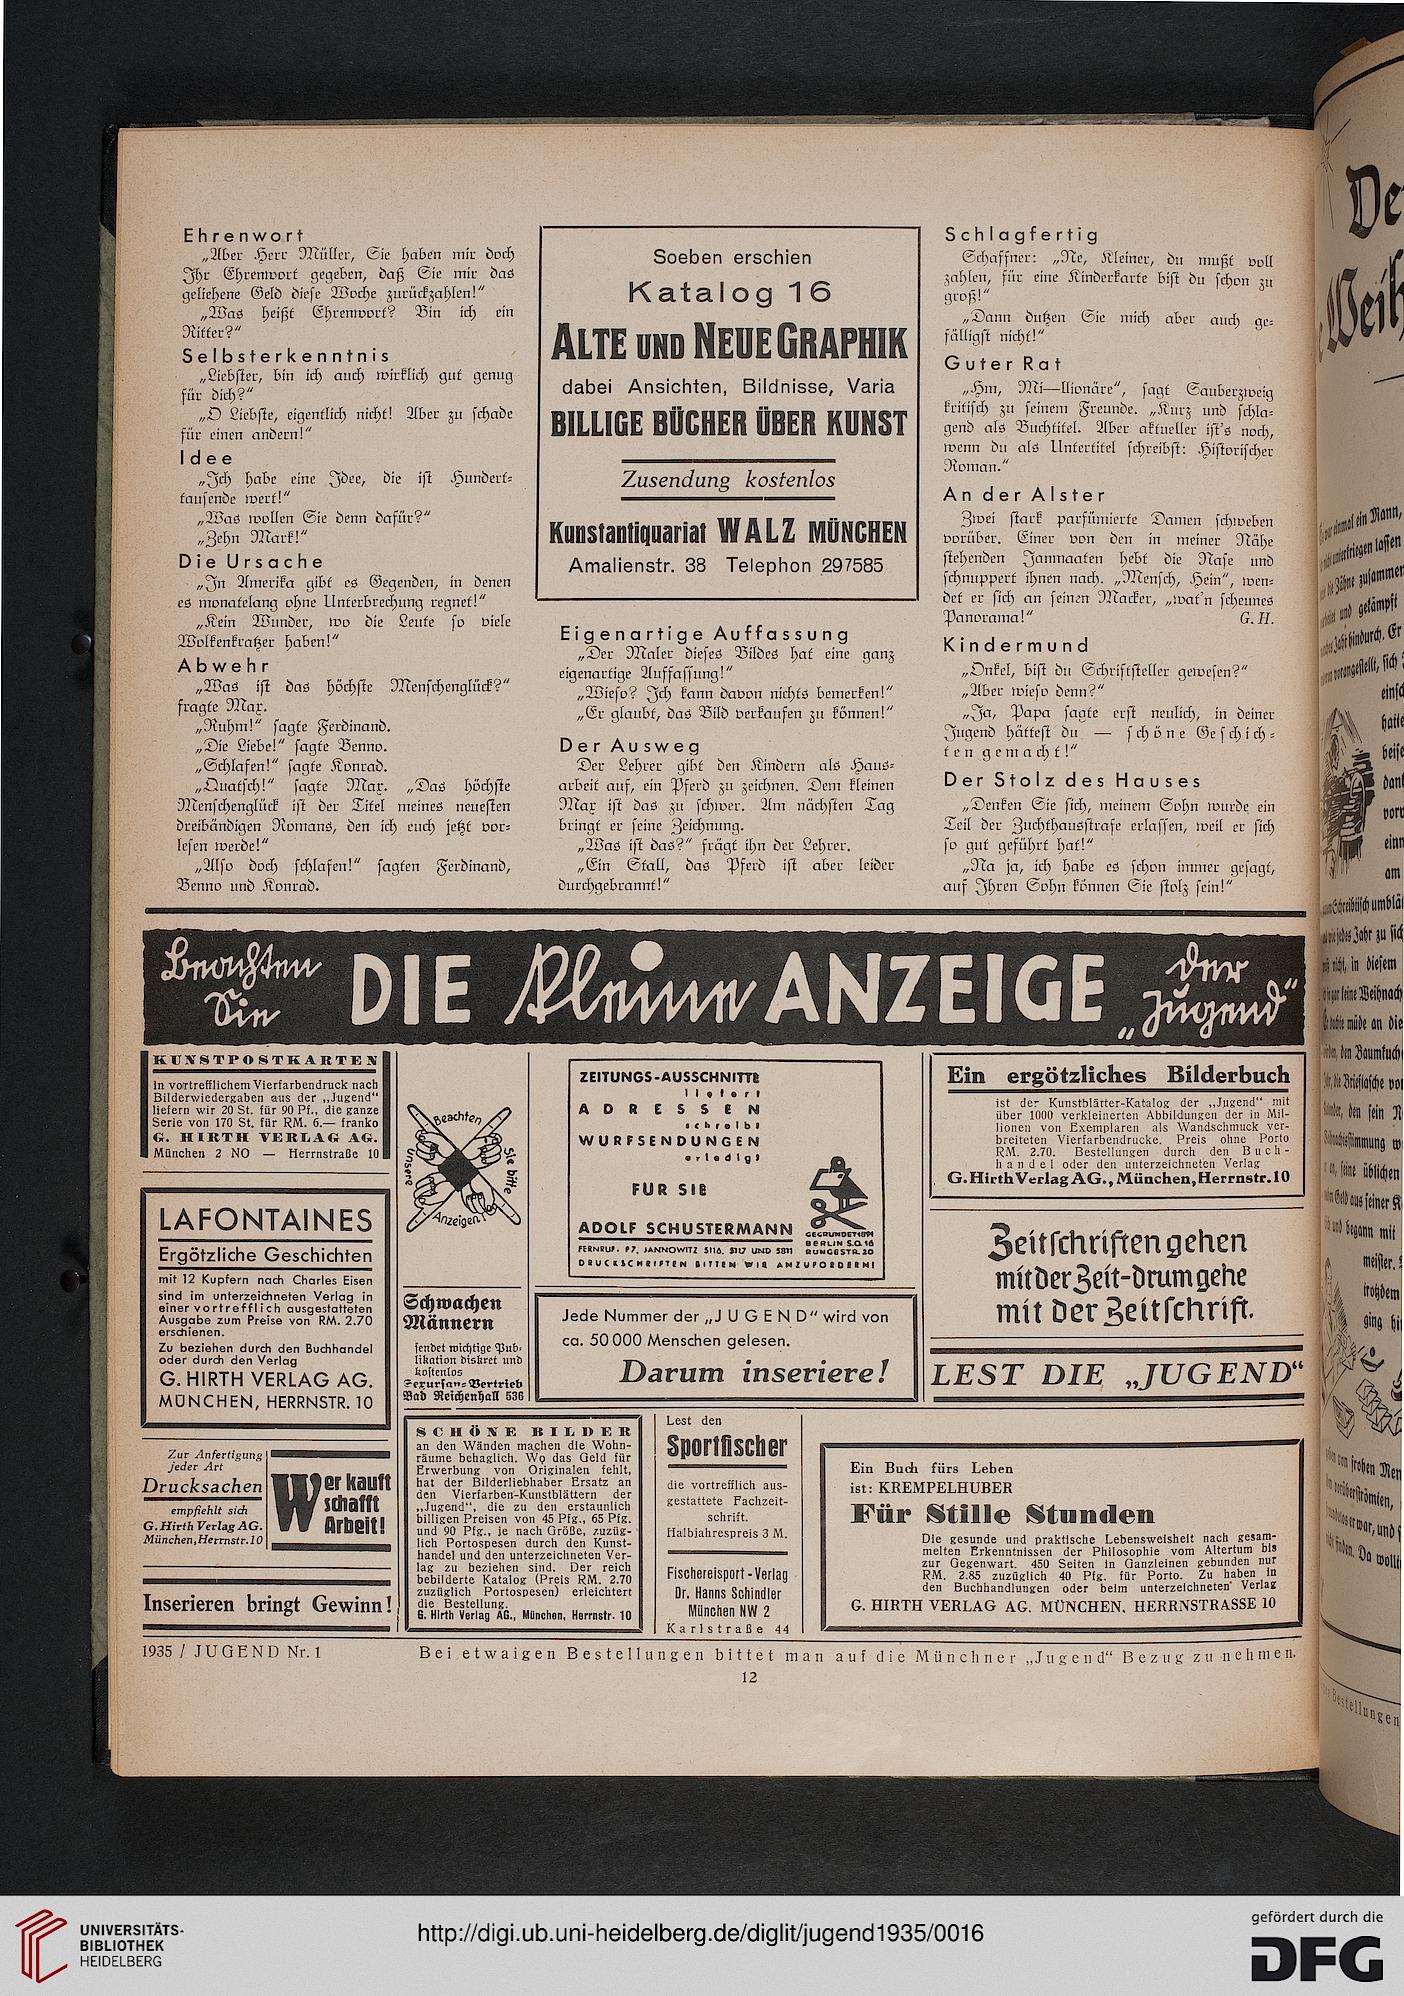 Ehrenwort
„Aber Herr Müller, Sie haben mir doch
Ihr Ehrenwort gegeben, daß Sie mir das
geliehene Geld diese Woche zurückzahlen!“
„Was heißt Ehrenwort? Bin ich ein
Ritter?“
Selbsterkenntnis
„Liebster, bin ich auch wirklich gut genug
für dich?“
„O Liebste, eigentlich nicht! Aber zu schade
für einen andern!“
Idee
„Ich habe eine Idee, die ist Hundert-
tausende wert!“
„Was wollen Sie denn dafür?“
„Zehn Mark!“
Die Ursache
„In Amerika gibt es Gegenden, in denen
es monatelang ohne Unterbrechung regnet!“
„Kein Wunder, wo die Leute so viele
Wolkenkratzer haben!“
Abwehr
„Was ist das höchste Menschenglück?“
fragte Max.
„Ruhm!“ sagte Ferdinand.
„Die Liebe!“ sagte Benno.
„Schlafen!“ sagte Konrad.
„Quatsch!“ sagte Max. „Das höchste
Menschenglück ist der Titel meines neuesten
dreibändigen Romans, den ich euch jetzt vor-
lesen werde!“
„Also doch schlafen!“ sagten Ferdinand,
Benno und Konrad.
Soeben erschien
Katalog 16
ALTE UND NEUE GRAPHIK
dabei Ansichten, Bildnisse, Varia
BILLIGE BÜCHER ÜBER KUNST
Zusendung kostenlos
Kunstantiquariat WALZ MÜNCHEN
Amalienstr. 38 Telephon 297585
Eigenartige Auffassung
„Der Maler dieses Bildes hat eine ganz
eigenartige Auffassung!“
„Wieso? Ich kann davon nichts bemerken!“
„Er glaubt, das Bild verkaufen zu können!“
Der Ausweg
Der Lehrer gibt den Kindern als Haus-
arbeit auf, ein Pferd zu zeichnen. Dem kleinen
Max ist das zu schwer. Am nächsten Tag
bringt er seine Zeichnung.
„Was ist das?“ frägt ihn der Lehrer.
„Ein Stall, das Pferd ist aber leider
durchgebrannt!“
Schlagfertig
Schaffner: „Ne, Kleiner, du mußt voll
zahlen, für eine Kinderkarte bist du schon zu
groß!“
„Dann dutzen Sie mich aber auch ge-
fälligst nicht!“
Guter Rat
„Hm, Mi—llionäre“, sagt Sauberzweig
kritisch zu seinem Freunde. „Kurz und schla-
gend als Buchtitel. Aber aktueller ist's noch,
wenn du als Untertitel schreibst: Historischer
Roman.“
An der Alster
Zwei stark parfümierte Damen schweben
vorüber. Einer von den in meiner Nähe
stehenden Janmaaten hebt die Nase und
schnuppert ihnen nach. „Mensch, Hein“, wen-
det er sich an seinen Macker, „wat'n scheunes
Panorama!“ G. H.
Kindermund
„Onkel, bist du Schriftsteller gewesen?“
„Aber wieso denn?“
„Ja, Papa sagte erst neulich, in deiner
Jugend hättest du — schöne Geschich-
ten gemacht!“
Der Stolz des Hauses
„Denken Sie sich, meinem Sohn wurde ein
Teil der Zuchthausstrafe erlassen, weil er sich
so gut geführt hat!“
„Na ja, ich habe es schon immer gesagt,
auf Ihren Sohn können Sie stolz sein!“
Beachten Sie DIE kleine ANZEIGE der „Jugend“
KUNSTPOSTKARTEN
in vortrefflichem Vierfarbendruck nach
Bilderwiedergaben aus der „Jugend“
liefern wir 20 St. für 90 Pf., die ganze
Serie von 170 St. für RM. 6.— franko
G. HIRTH VERLAG AG.
München 2 NO — Herrnstraße 10
LAFONTAINES
Ergötzliche Geschichten
mit 12 Kupfern nach Charles Eisen
sind im unterzeichneten Verlag in
einer vortrefflich ausgestatteten
Ausgabe zum Preise von RM. 2.70
erschienen.
Zu beziehen durch den Buchhandel
oder durch den Verlag
G. HIRTH VERLAG AG.
MÜNCHEN, HERRNSTR. 10
Zur Anfertigung
jeder Art
Drucksachen
empfiehlt sich
G. Hirth Verlag AG.
München, Herrnstr. 10
Wer kauft
schafft
Arbeit!
Inserieren bringt Gewinn!
Beachten
Sie bitte
unsere
Anzeigen!
Schwachen
Männern
sendet wichtige Pub-
likation diskret und
kostenlos
Sexursan-Vertrieb
Bad Reichenhall 536
ZEITUNGS-AUSSCHNITTE
liefert
ADRESSEN
schreibt
WURFSENDUNGEN
erledigt
FÜR SIE
ADOLF SCHUSTERMANN
GEGRÜNDET 1891
BERLIN S.O. 16
RUNGESTR. 20
FERNRUF. F7, JANNOWITZ 5116, 5117 UND 5811
DRUCKSCHRIFTEN BITTEN WIR ANZUFORDERN!
Jede Nummer der „JUGEND“ wird von
ca. 50 000 Menschen gelesen.
Darum inseriere!
Ein ergötzliches Bilderbuch
ist der Kunstblätter-Katalog der „Jugend“ mit
über 1000 verkleinerten Abbildungen der in Mil-
lionen von Exemplaren als Wandschmuck ver-
breiteten Vierfarbendrucke. Preis ohne Porto
RM. 2.70. Bestellungen durch den Buch-
handel oder den unterzeichneten Verlag
G. Hirth Verlag AG., München, Herrnstr. 10
Zeitschriften gehen
mit der Zeit-drum gehe
mit der Zeitschrift.
LEST DIE „JUGEND“
SCHÖNE BILDER
an den Wänden machen die Wohn-
räume behaglich. Wo das Geld für
Erwerbung von Originalen fehlt,
hat der Bilderliebhaber Ersatz an
den Vierfarben-Kunstblättern der
„Jugend“, die zu den erstaunlich
billigen Preisen von 45 Pfg., 65 Pfg.
und 90 Pfg., je nach Größe, zuzüg-
lich Portospesen durch den Kunst-
handel und den unterzeichneten Ver-
lag zu beziehen sind. Der reich
bebilderte Katalog (Preis RM. 2.70
zuzüglich Portospesen) erleichtert
die Bestellung.
G. Hirth Verlag AG., München, Herrnstr. 10
Lest den
Sportfischer
die vortrefflich aus-
gestattete Fachzeit-
schrift.
Halbjahrespreis 3 M.
Fischereisport-Verlag
Dr. Hanns Schindler
München NW 2
Karlstraße 44
Ein Buch fürs Leben
ist: KREMPELHUBER
Für Stille Stunden
Die gesunde und praktische Lebensweisheit nach gesam-
melten Erkenntnissen der Philosophie vom Altertum bis
zur Gegenwart. 450 Seiten in Ganzleinen gebunden nur
RM. 2.85 zuzüglich 40 Pfg. für Porto. Zu haben in
den Buchhandlungen oder beim unterzeichneten Verlag
G. HIRTH VERLAG AG. MÜNCHEN, HERRNSTRASSE 10
1935 / JUGEND Nr. 1
Bei etwaigen Bestellungen bittet man auf die Münchner „Jugend“ Bezug zu nehmen.
12
UNIVERSITÄTS-
BIBLIOTHEK
HEIDELBERG
http://digi.ub.uni-heidelberg.de/diglit/jugend1935/0016
gefördert durch die
DFG